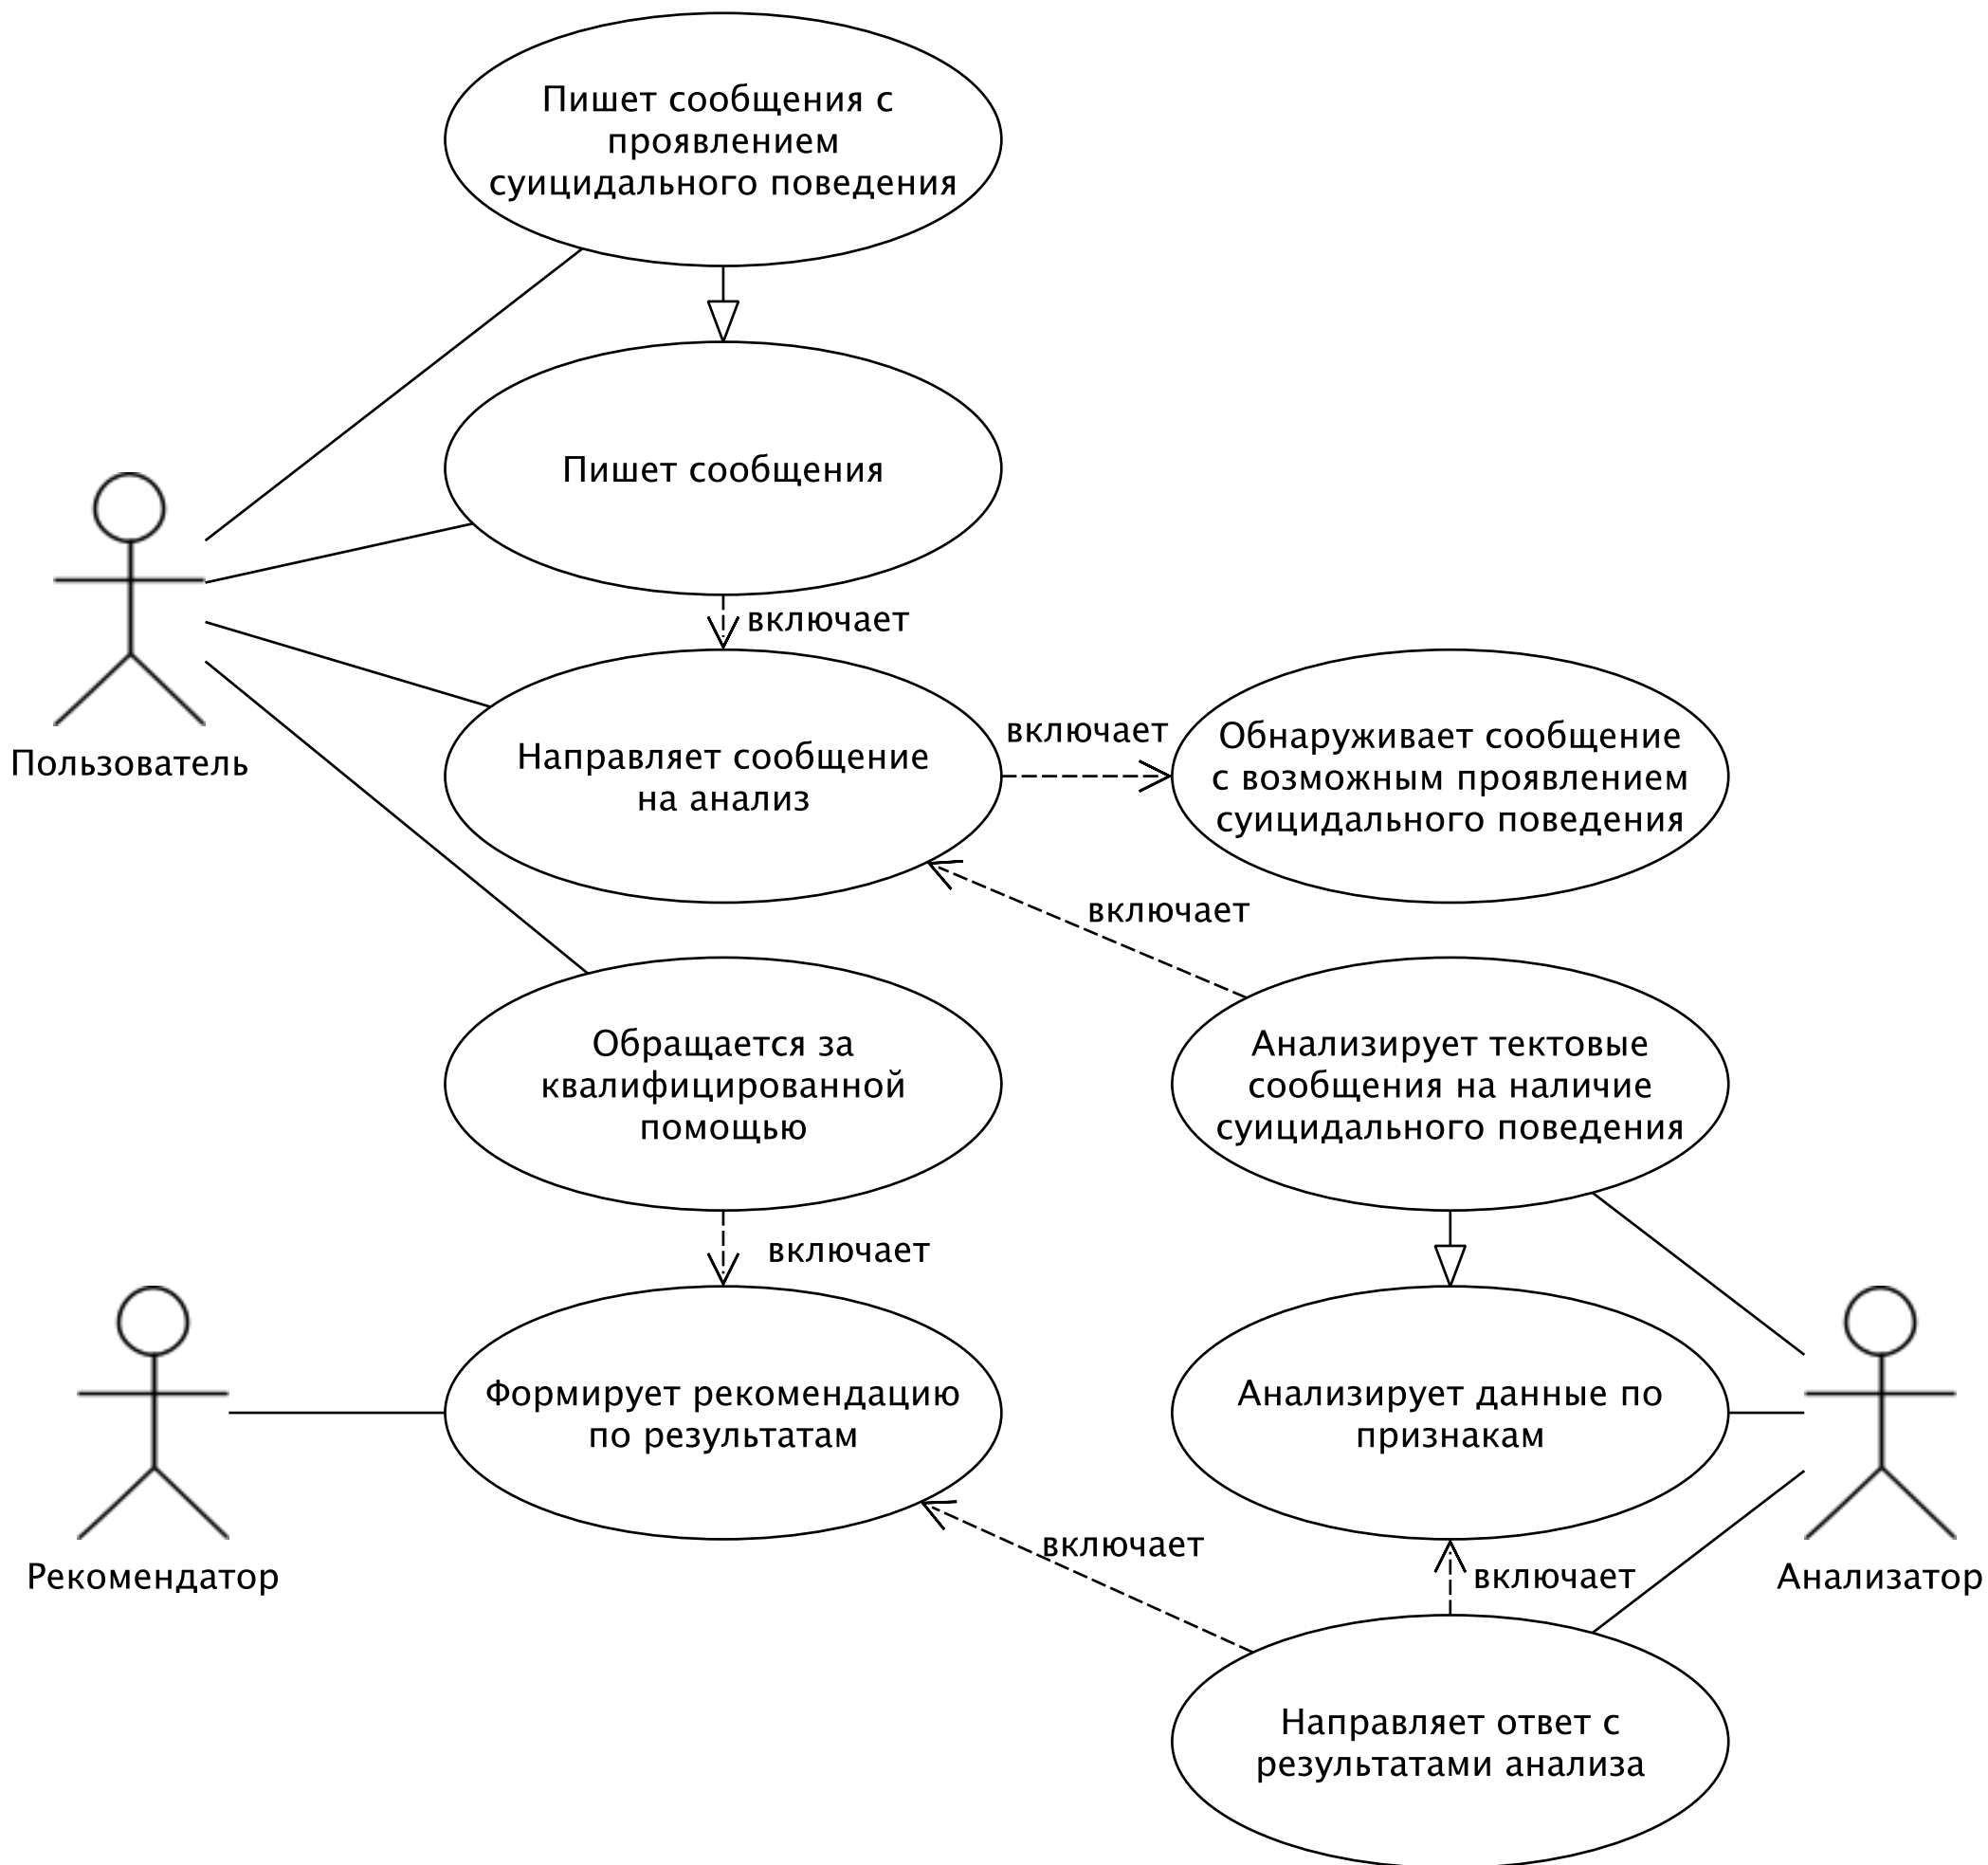 Пишет сообщения с
проявлением
суицидального поведения
Пишет сообщения
включает
Пользователь
Направляет сообщение
на анализ
включает
Обнаруживает сообщение
с возможным проявлением
суицидального поведения
включает
Обращается за
квалифицированной
помощью
Анализирует тектовые
сообщения на наличие
суицидального поведения
включает
Формирует рекомендацию
по результатам
Анализирует данные по
признакам
Рекомендатор
включает
включает
Анализатор
Направляет ответ с
результатами анализа